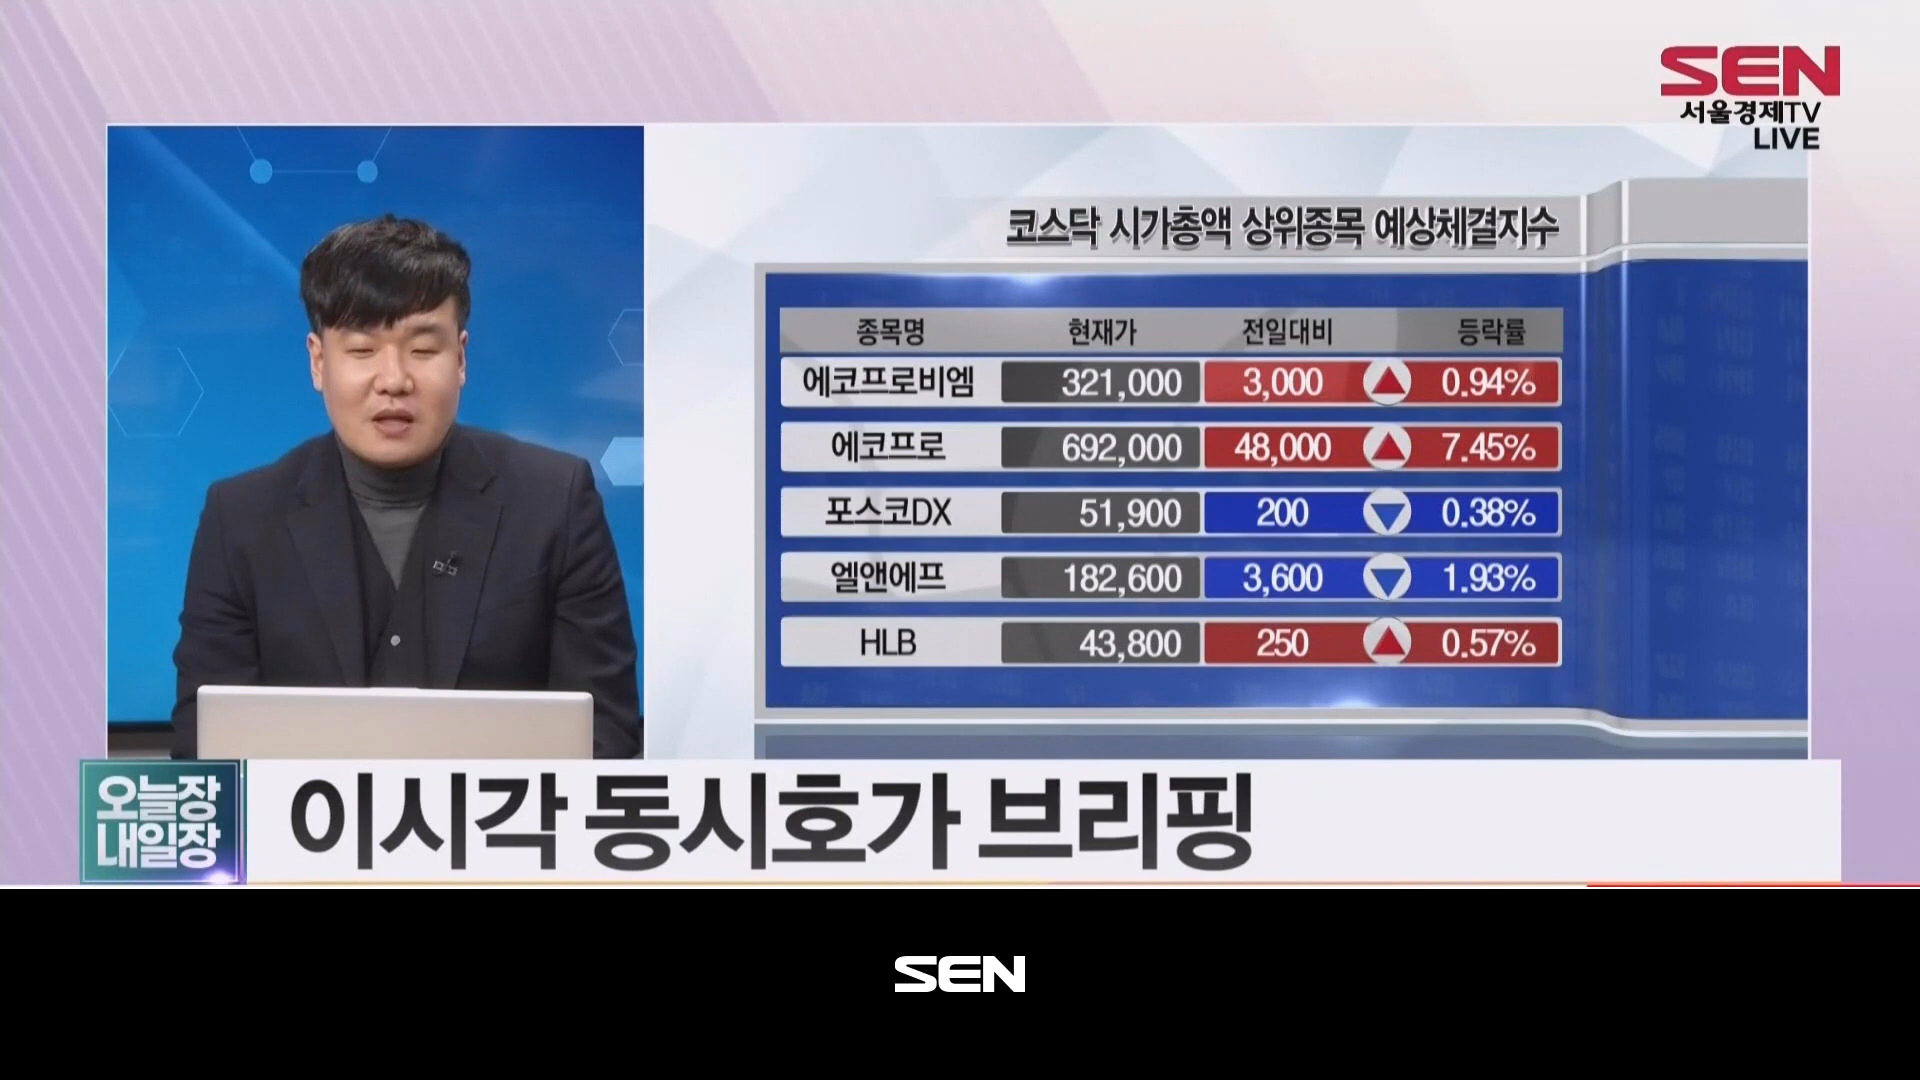 SEN
서울경제TV
LIVE
코스닥 시가총액 상위종목 예상체결지수
종목명 현재가 전일대비 등락률
에코프로비엠 321,000 3,000 ▲ 0.94%
에코프로 692,000 48,000 ▲ 7.45%
포스코DX 51,900 200 ▼ 0.38%
엘앤에프 182,600 3,600 ▼ 1.93%
HLB 43,800 250 ▲ 0.57%
오늘장
내일장
이시각 동시호가 브리핑
SEN